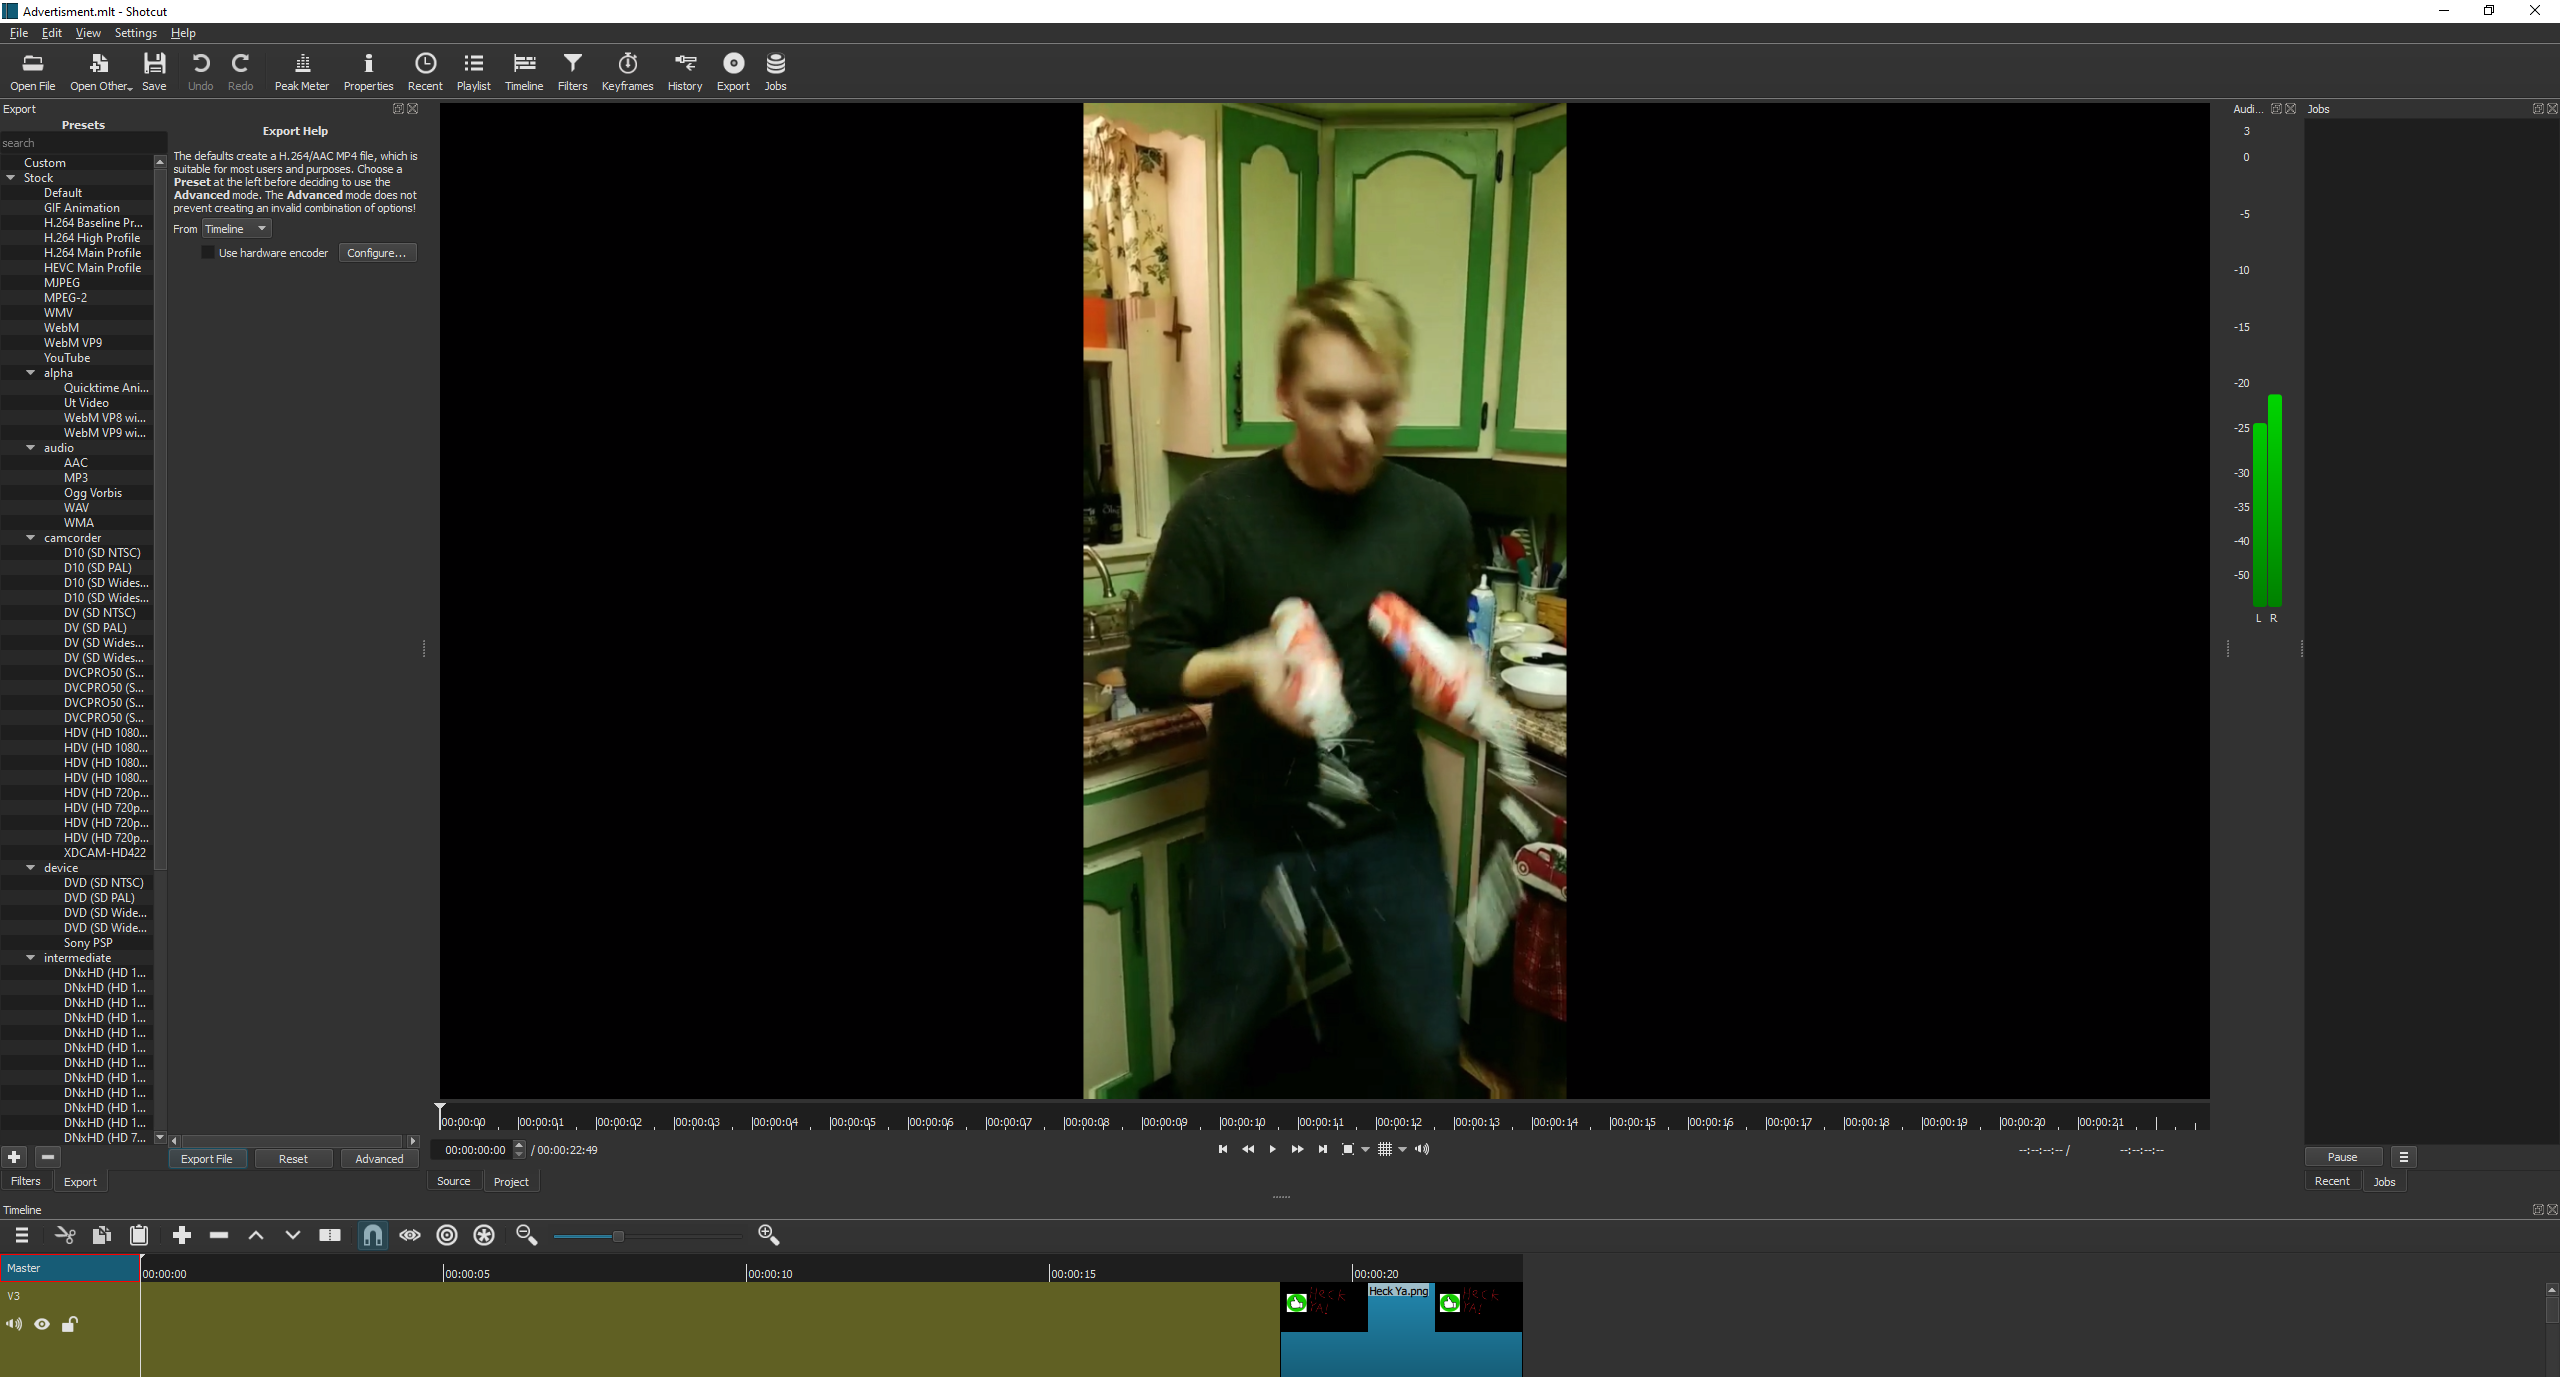 Advertisment.mlt - Shotcut
File Edit View Settings Help
Open File Open Other Save Undo Redo Peak Meter Properties Recent Playlist Timeline Filters Keyframes History Export Jobs
Export
Presets
search
Custom
Stock
Default
GIF Animation
H.264 Baseline Pr...
H.264 High Profile
H.264 Main Profile
HEVC Main Profile
MJPEG
MPEG-2
WMV
WebM
WebM VP9
YouTube
alpha
Quicktime Ani...
Ut Video
WebM VP8 wi...
WebM VP9 wi...
audio
AAC
MP3
Ogg Vorbis
WAV
WMA
camcorder
D10 (SD NTSC)
D10 (SD PAL)
D10 (SD Wides...
D10 (SD Wides...
DV (SD NTSC)
DV (SD PAL)
DV (SD Wides...
DV (SD Wides...
DVCPRO50 (S...
DVCPRO50 (S...
DVCPRO50 (S...
DVCPRO50 (S...
HDV (HD 1080...
HDV (HD 1080...
HDV (HD 1080...
HDV (HD 1080...
HDV (HD 720p...
HDV (HD 720p...
HDV (HD 720p...
HDV (HD 720p...
XDCAM-HD422
device
DVD (SD NTSC)
DVD (SD PAL)
DVD (SD Wide...
DVD (SD Wide...
Sony PSP
intermediate
DNxHD (HD 1...
DNxHD (HD 1...
DNxHD (HD 1...
DNxHD (HD 1...
DNxHD (HD 1...
DNxHD (HD 1...
DNxHD (HD 1...
DNxHD (HD 1...
DNxHD (HD 1...
DNxHD (HD 1...
DNxHD (HD 1...
DNxHD (HD 7...
Export Help
The defaults create a H.264/AAC MP4 file, which is
suitable for most users and purposes. Choose a
Preset at the left before deciding to use the
Advanced mode. The Advanced mode does not
prevent creating an invalid combination of options!
From Timeline
Use hardware encoder Configure...
Export File Reset Advanced
Filters Export
00:00:00 00:00:01 00:00:02 00:00:03 00:00:04 00:00:05 00:00:06 00:00:07 00:00:08 00:00:09 00:00:10 00:00:11 00:00:12 00:00:13 00:00:14 00:00:15 00:00:16 00:00:17 00:00:18 00:00:19 00:00:20 00:00:21
00:00:00:00 / 00:00:22:49 --:--:--:-- / --:--:--:--
Source Project
Audi...
3
0
-5
-10
-15
-20
-25
-30
-35
-40
-50
L R
Jobs
Pause
Recent Jobs
Timeline
Master
00:00:00 00:00:05 00:00:10 00:00:15 00:00:20
V3
Heck YA!
Heck Ya.png
Heck YA!